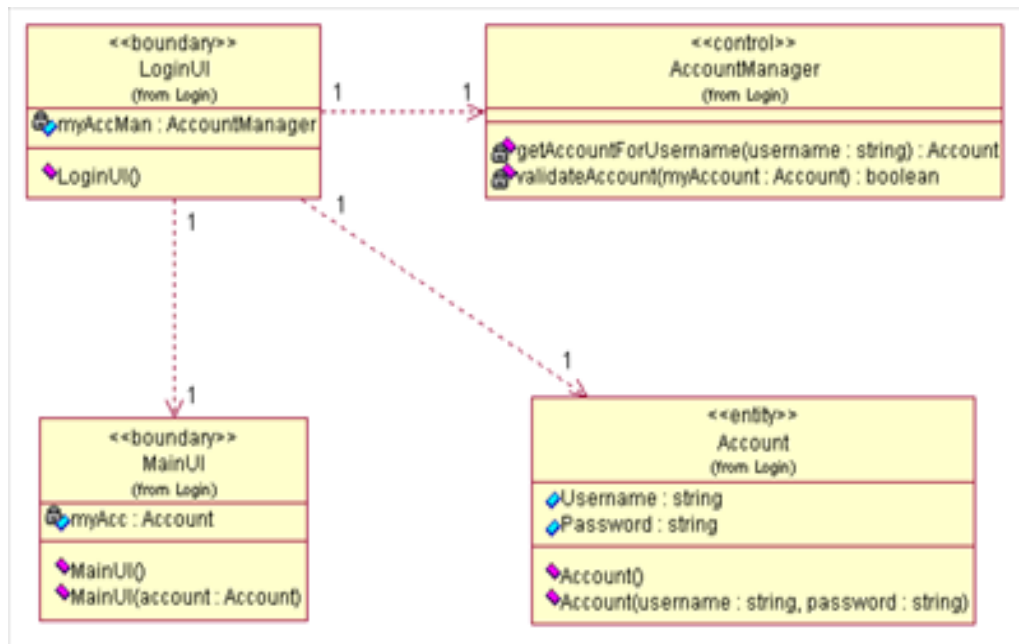 <<boundary>>
LoginUI
(from Login)
myAccMan : AccountManager
LoginUI()
1
1
<<control>>
AccountManager
(from Login)
getAccountForUsername(username : string) : Account
validateAccount(myAccount : Account) : boolean
1
1
1
1
<<boundary>>
MainUI
(from Login)
myAcc : Account
MainUI()
MainUI(account : Account)
<<entity>>
Account
(from Login)
Username : string
Password : string
Account()
Account(username : string, password : string)